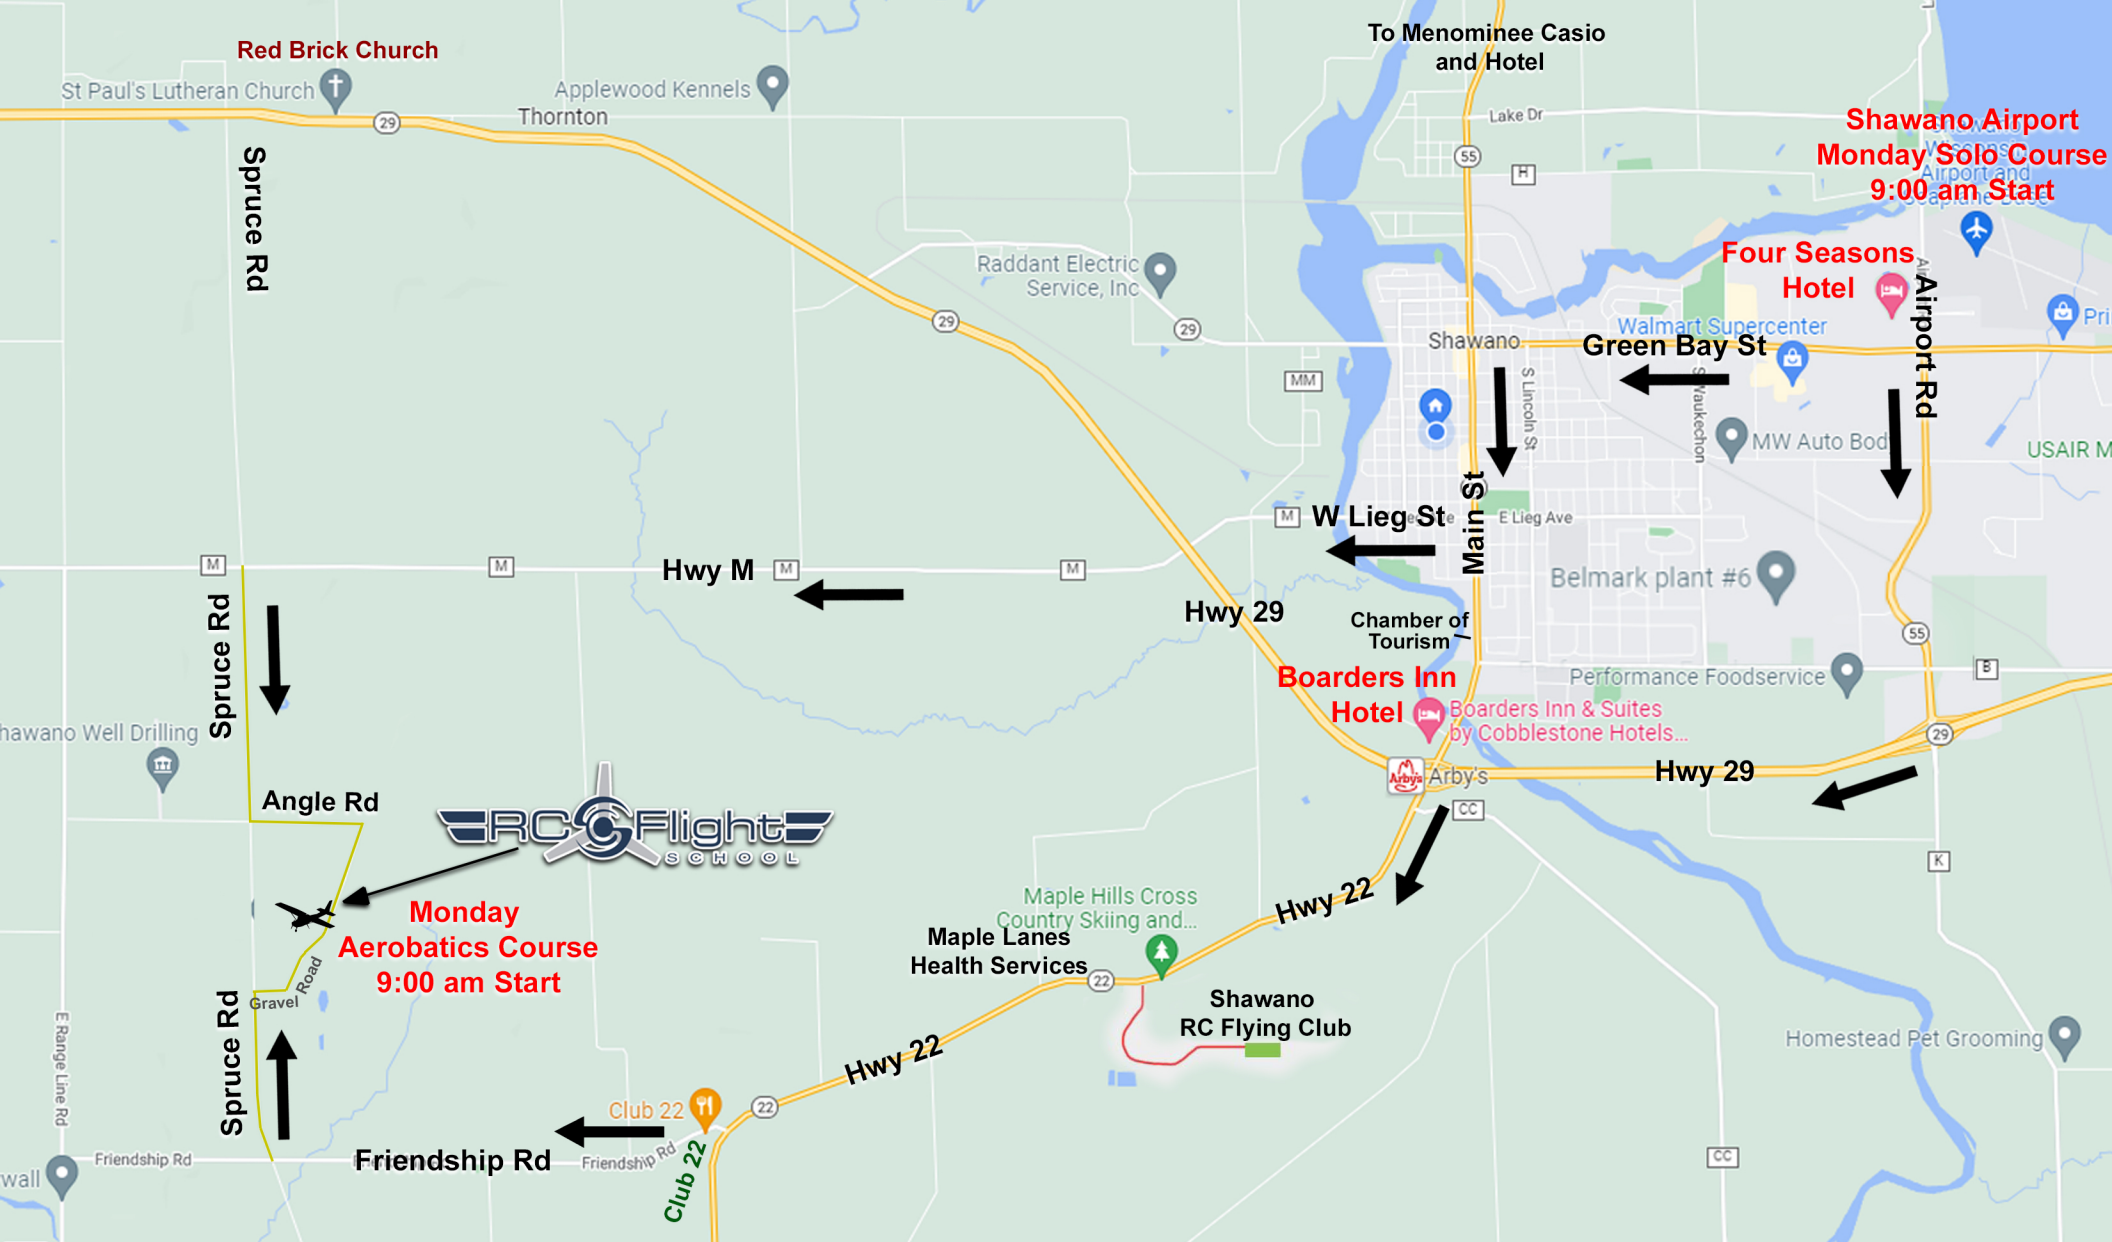 Red Brick Church
St Paul's Lutheran Church
29
Thornton
Applewood Kennels
To Menominee Casio
and Hotel
Lake Dr
55
H
Shawano Airport
Monday Solo Course
9:00 am Start
Airport and
Spruce Rd
Raddant Electric
Service, Inc
29
29
Four Seasons
Hotel
Airport Rd
Walmart Supercenter
Green Bay St
Shawano
MM
S Lincoln St
S Waukechon
MW Auto Bod
USAIR M
Pri
Main St
M
W Lieg St
E Lieg Ave
M
M
Hwy M
M
M
Hwy 29
Belmark plant #6
Chamber of
Tourism
55
B
Performance Foodservice
Boarders Inn
Hotel
Boarders Inn & Suites
by Cobblestone Hotels...
29
Spruce Rd
hawano Well Drilling
Arby's
Arby's
Hwy 29
CC
Angle Rd
RC Flight
SCHOOL
K
Monday
Aerobatics Course
9:00 am Start
Maple Hills Cross
Country Skiing and...
Hwy 22
Maple Lanes
Health Services
22
Gravel Road
Shawano
RC Flying Club
Spruce Rd
E Range Line Rd
Hwy 22
Homestead Pet Grooming
Club 22
22
Club 22
Friendship Rd
Friendship Rd
Friendship Rd
CC
wall